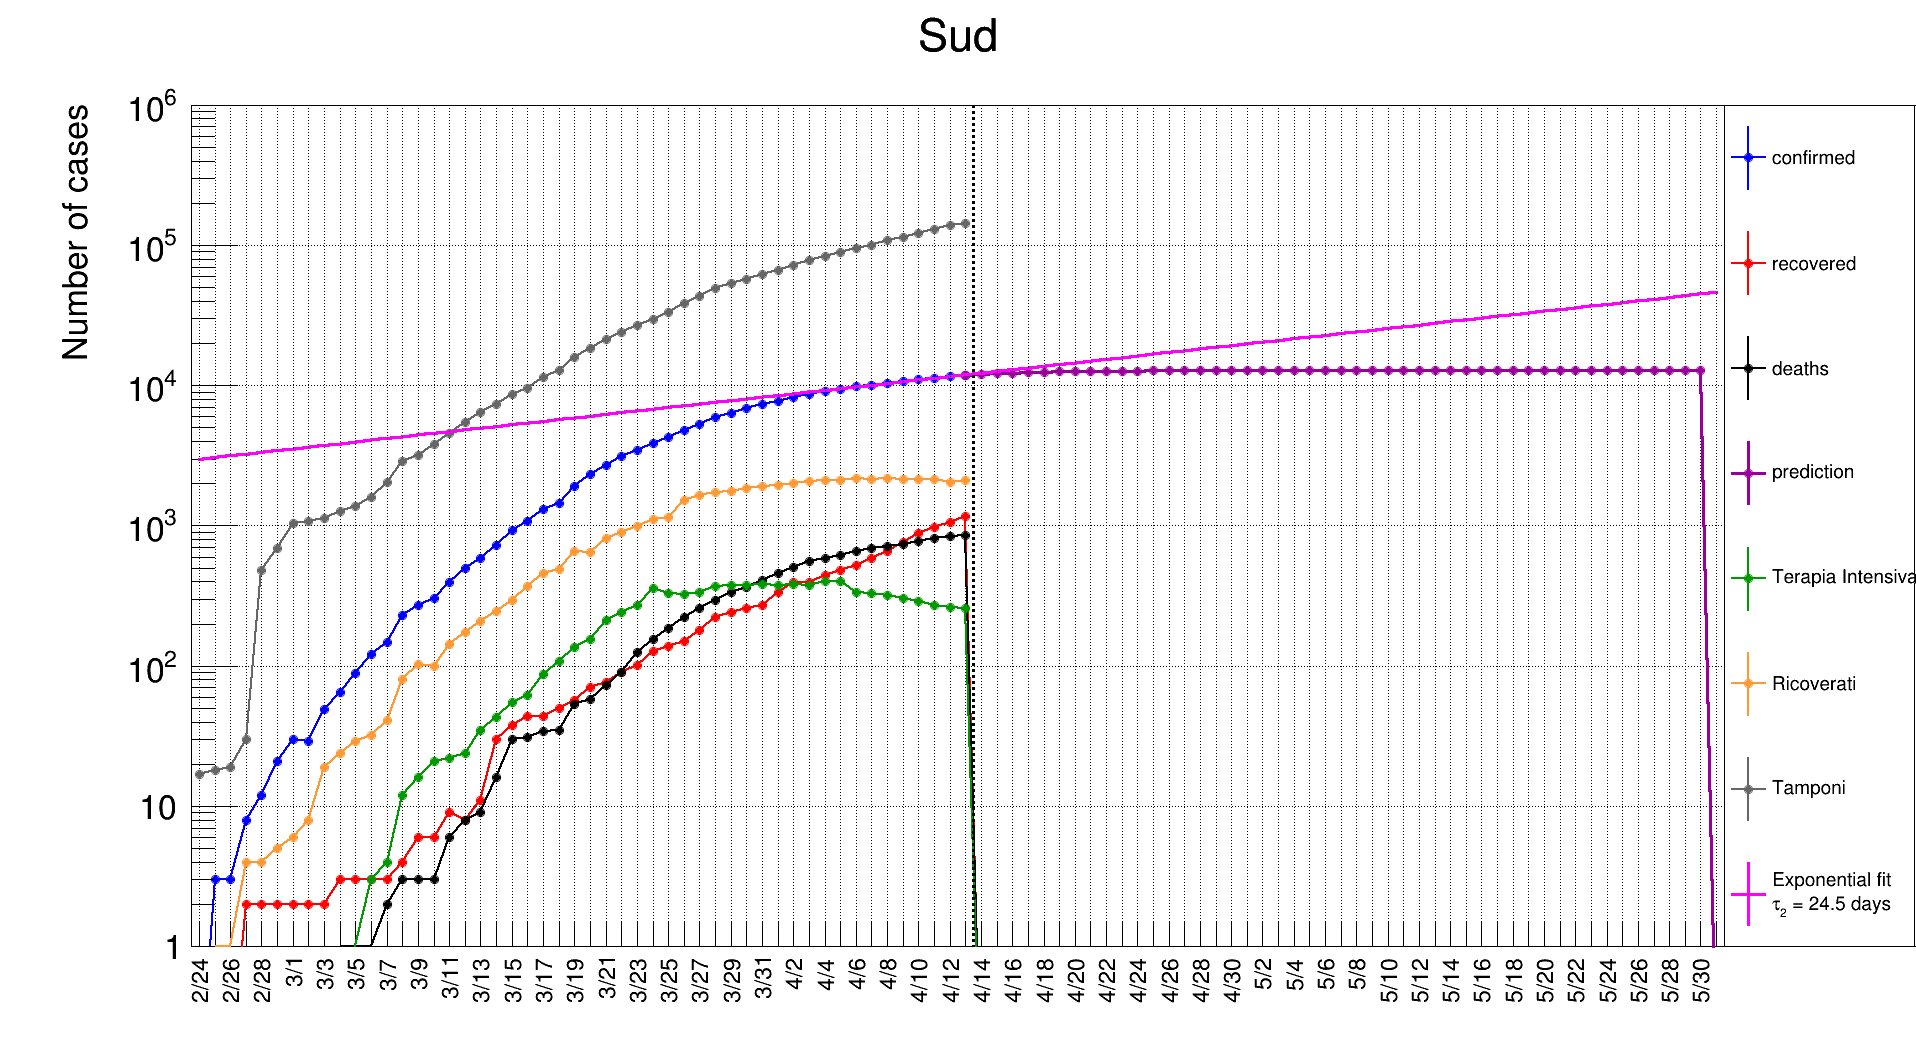 Sud
Number of cases
10^6
10^5
10^4
10^3
10^2
10
1
2/24 2/26 2/28 3/1 3/3 3/5 3/7 3/9 3/11 3/13 3/15 3/17 3/19 3/21 3/23 3/25 3/27 3/29 3/31 4/2 4/4 4/6 4/8 4/10 4/12 4/14 4/16 4/18 4/20 4/22 4/24 4/26 4/28 4/30 5/2 5/4 5/6 5/8 5/10 5/12 5/14 5/16 5/18 5/20 5/22 5/24 5/26 5/28 5/30
confirmed
recovered
deaths
prediction
Terapia Intensiva
Ricoverati
Tamponi
Exponential fit
τ₂ = 24.5 days